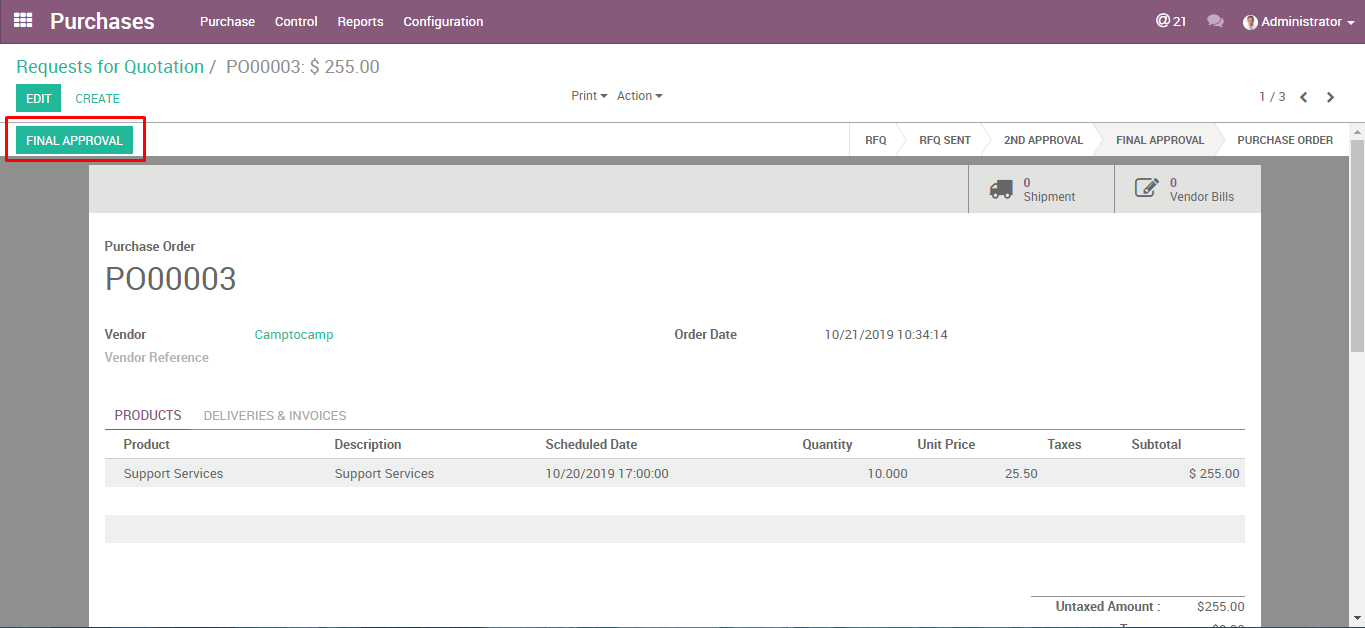 Purchases Purchase Control Reports Configuration @ 21 Administrator
Requests for Quotation / PO00003: $ 255.00
EDIT CREATE Print Action 1 / 3
FINAL APPROVAL RFQ RFQ SENT 2ND APPROVAL FINAL APPROVAL PURCHASE ORDER
0 Shipment 0 Vendor Bills
Purchase Order
PO00003
Vendor Camptocamp Order Date 10/21/2019 10:34:14
Vendor Reference
PRODUCTS DELIVERIES & INVOICES
Product Description Scheduled Date Quantity Unit Price Taxes Subtotal
Support Services Support Services 10/20/2019 17:00:00 10.000 25.50 $ 255.00
Untaxed Amount : $255.00